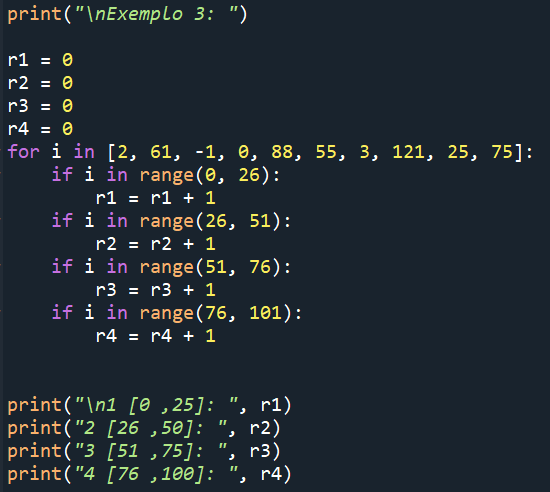 print("\nExemplo 3: ")
r1 = 0
r2 = 0
r3 = 0
r4 = 0
for i in [2, 61, -1, 0, 88, 55, 3, 121, 25, 75]:
    if i in range(0, 26):
        r1 = r1 + 1
    if i in range(26, 51):
        r2 = r2 + 1
    if i in range(51, 76):
        r3 = r3 + 1
    if i in range(76, 101):
        r4 = r4 + 1
print("\n1 [0 ,25]: ", r1)
print("2 [26 ,50]: ", r2)
print("3 [51 ,75]: ", r3)
print("4 [76 ,100]: ", r4)